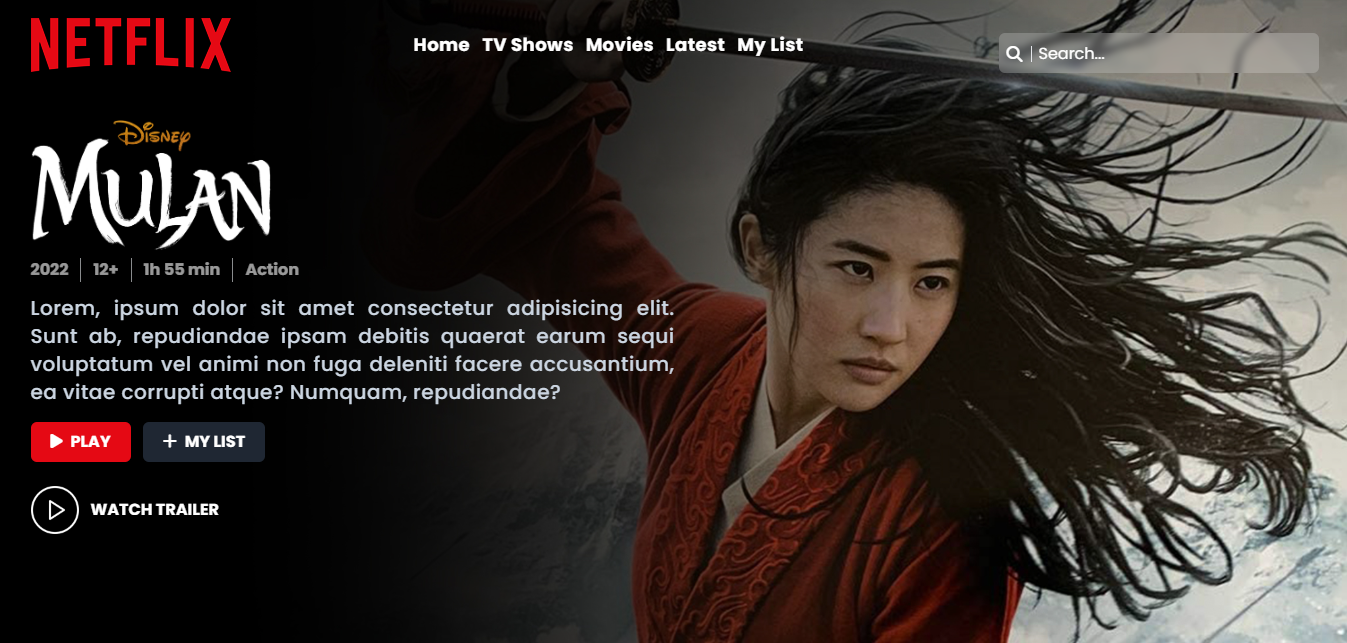 NETFLIX
Home TV Shows Movies Latest My List
Search...
Disney
MULAN
2022 12+ 1h 55 min Action
Lorem, ipsum dolor sit amet consectetur adipisicing elit.
Sunt ab, repudiandae ipsam debitis quaerat earum sequi
voluptatum vel animi non fuga deleniti facere accusantium,
ea vitae corrupti atque? Numquam, repudiandae?
PLAY
MY LIST
WATCH TRAILER